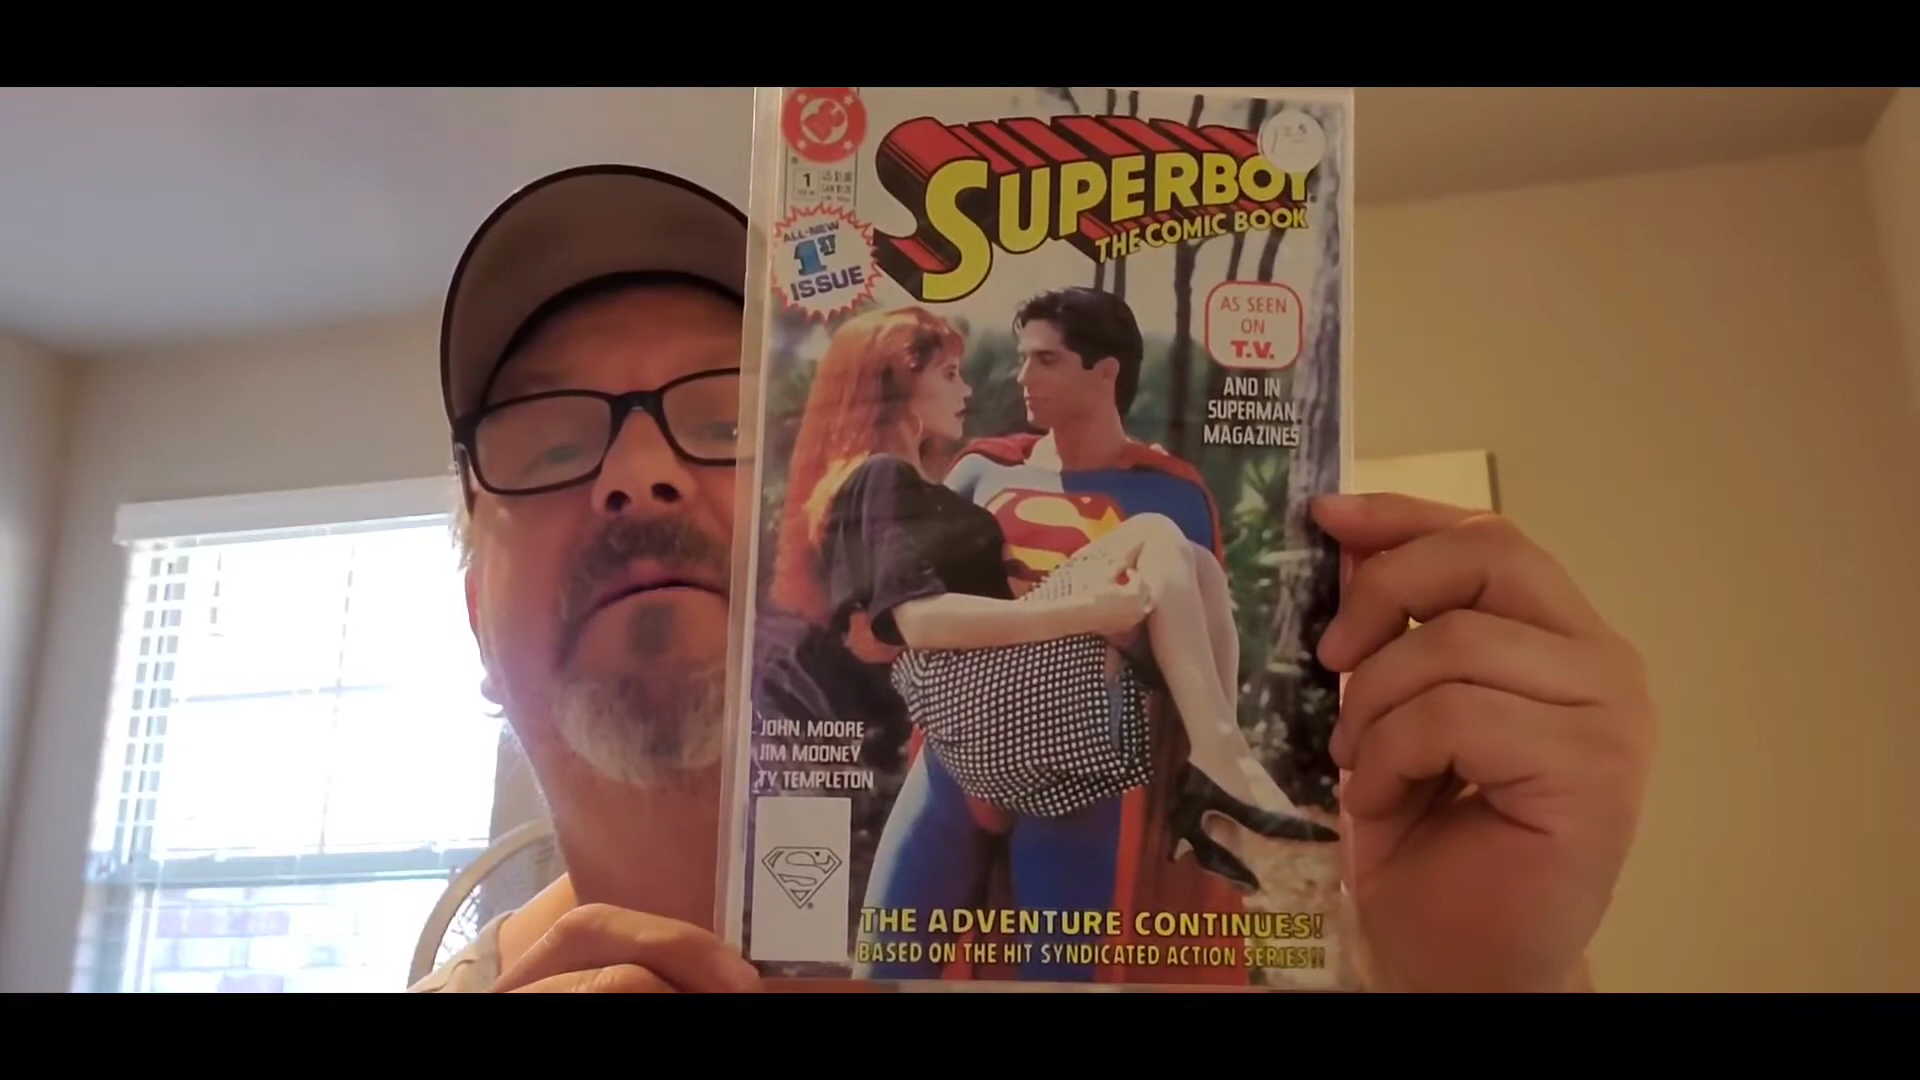 DC
SUPERBOY
THE COMIC BOOK
1
ALL-NEW
1ST
ISSUE
AS SEEN
ON
T.V.
AND IN
SUPERMAN
MAGAZINES
S
JOHN MOORE
JIM MOONEY
TY TEMPLETON
S
THE ADVENTURE CONTINUES!
BASED ON THE HIT SYNDICATED ACTION SERIES!!